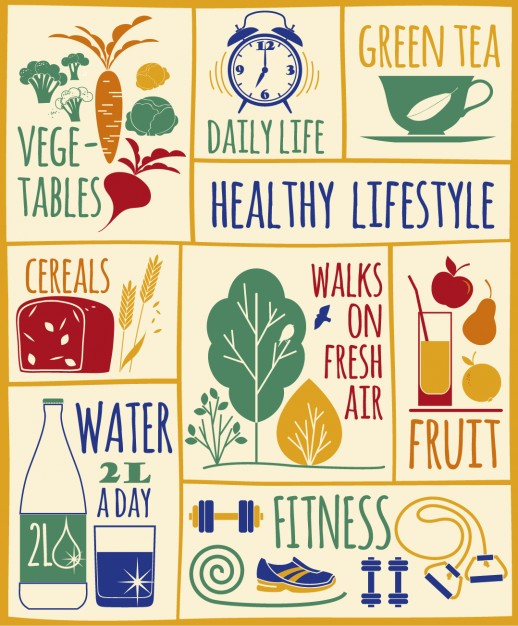 VEGE-
TABLES
12
3
6
9
DAILY LIFE
GREEN TEA
HEALTHY LIFESTYLE
CEREALS
WALKS
ON
FRESH
AIR
FRUIT
WATER
2L
A DAY
2L
FITNESS